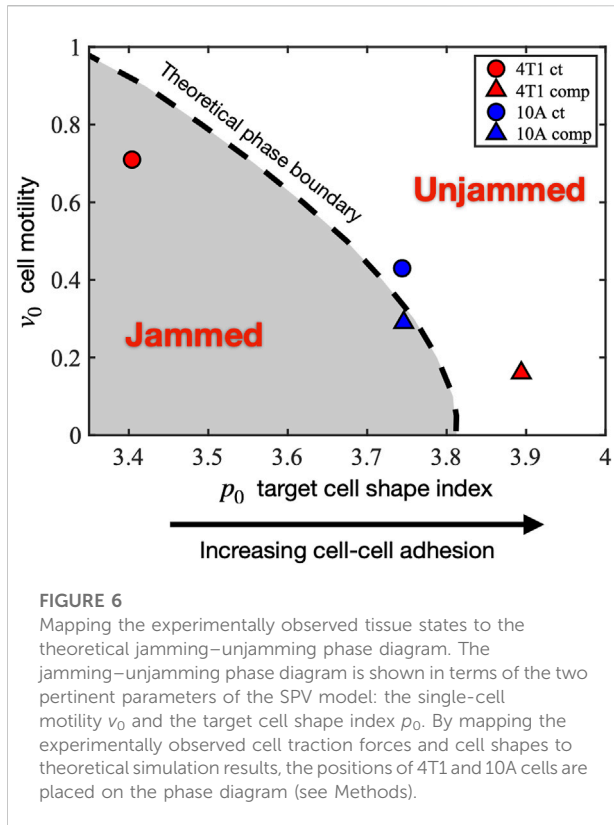 1
0.8
0.6
0.4
0.2
0
v₀ cell motility
Theoretical phase boundary
4T1 ct
4T1 comp
10A ct
10A comp
Unjammed
Jammed
3.4 3.5 3.6 3.7 3.8 3.9 4
p₀ target cell shape index
Increasing cell-cell adhesion
FIGURE 6
Mapping the experimentally observed tissue states to the
theoretical jamming–unjamming phase diagram. The
jamming–unjamming phase diagram is shown in terms of the two
pertinent parameters of the SPV model: the single-cell
motility v₀ and the target cell shape index p₀. By mapping the
experimentally observed cell traction forces and cell shapes to
theoretical simulation results, the positions of 4T1 and 10A cells are
placed on the phase diagram (see Methods).